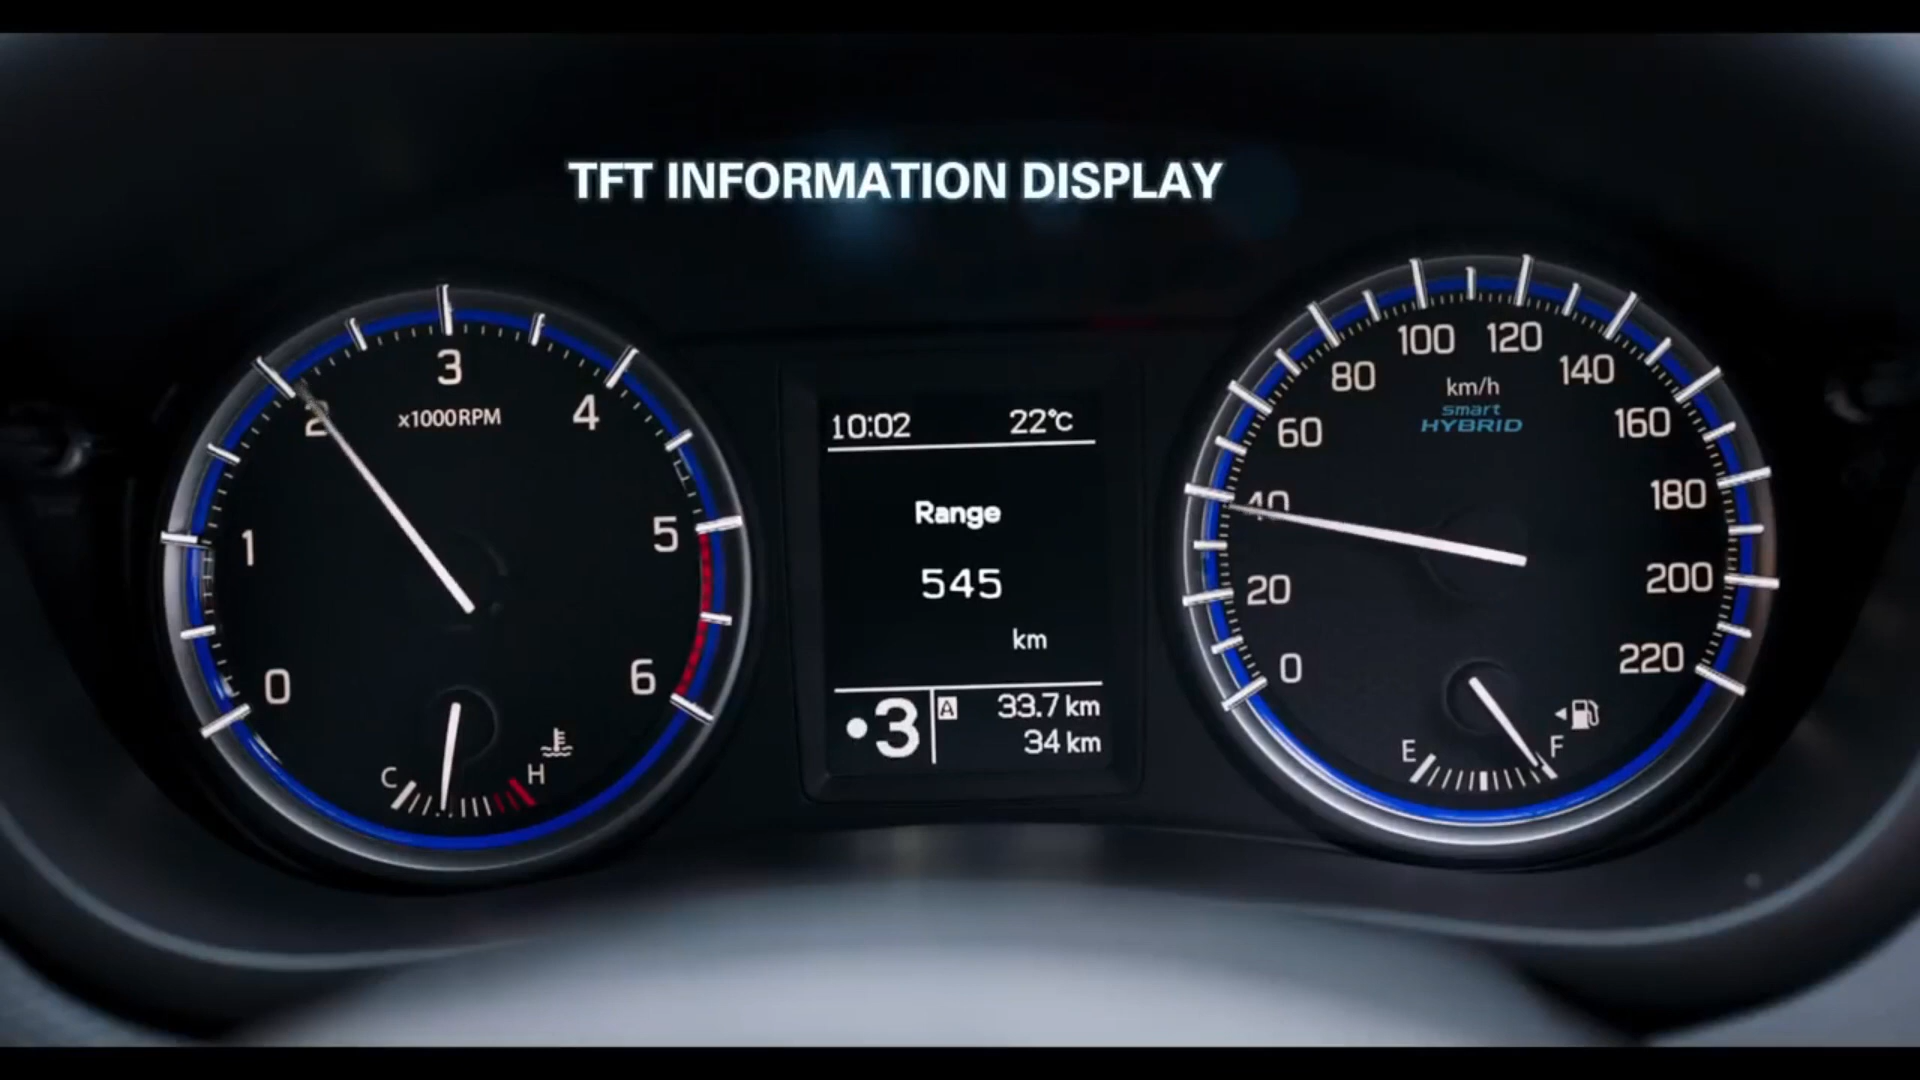 TFT INFORMATION DISPLAY
0
1
2
3
4
5
6
x1000RPM
C
H
10:02 22°C
Range
545
km
•3
A 33.7 km
34 km
0
20
40
60
80
100
120
140
160
180
200
220
km/h
smart
HYBRID
E
F